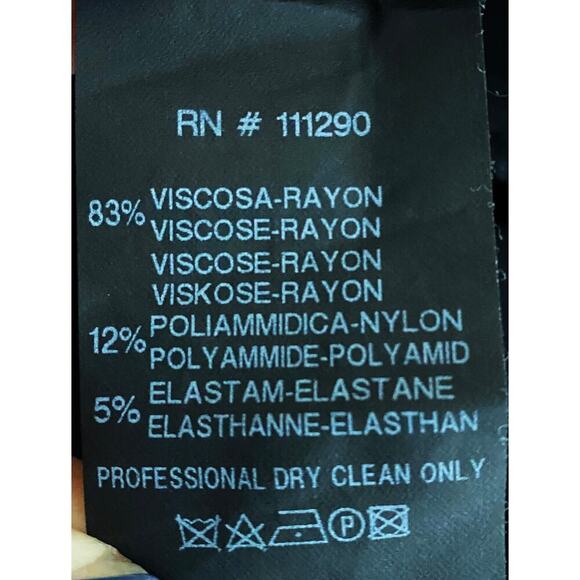 RN # 111290
83% VISCOSA-RAYON
VISCOSE-RAYON
VISCOSE-RAYON
VISKOSE-RAYON
12% POLIAMMIDICA-NYLON
POLYAMMIDE-POLYAMID
5% ELASTAM-ELASTANE
ELASTHANNE-ELASTHAN
PROFESSIONAL DRY CLEAN ONLY
P